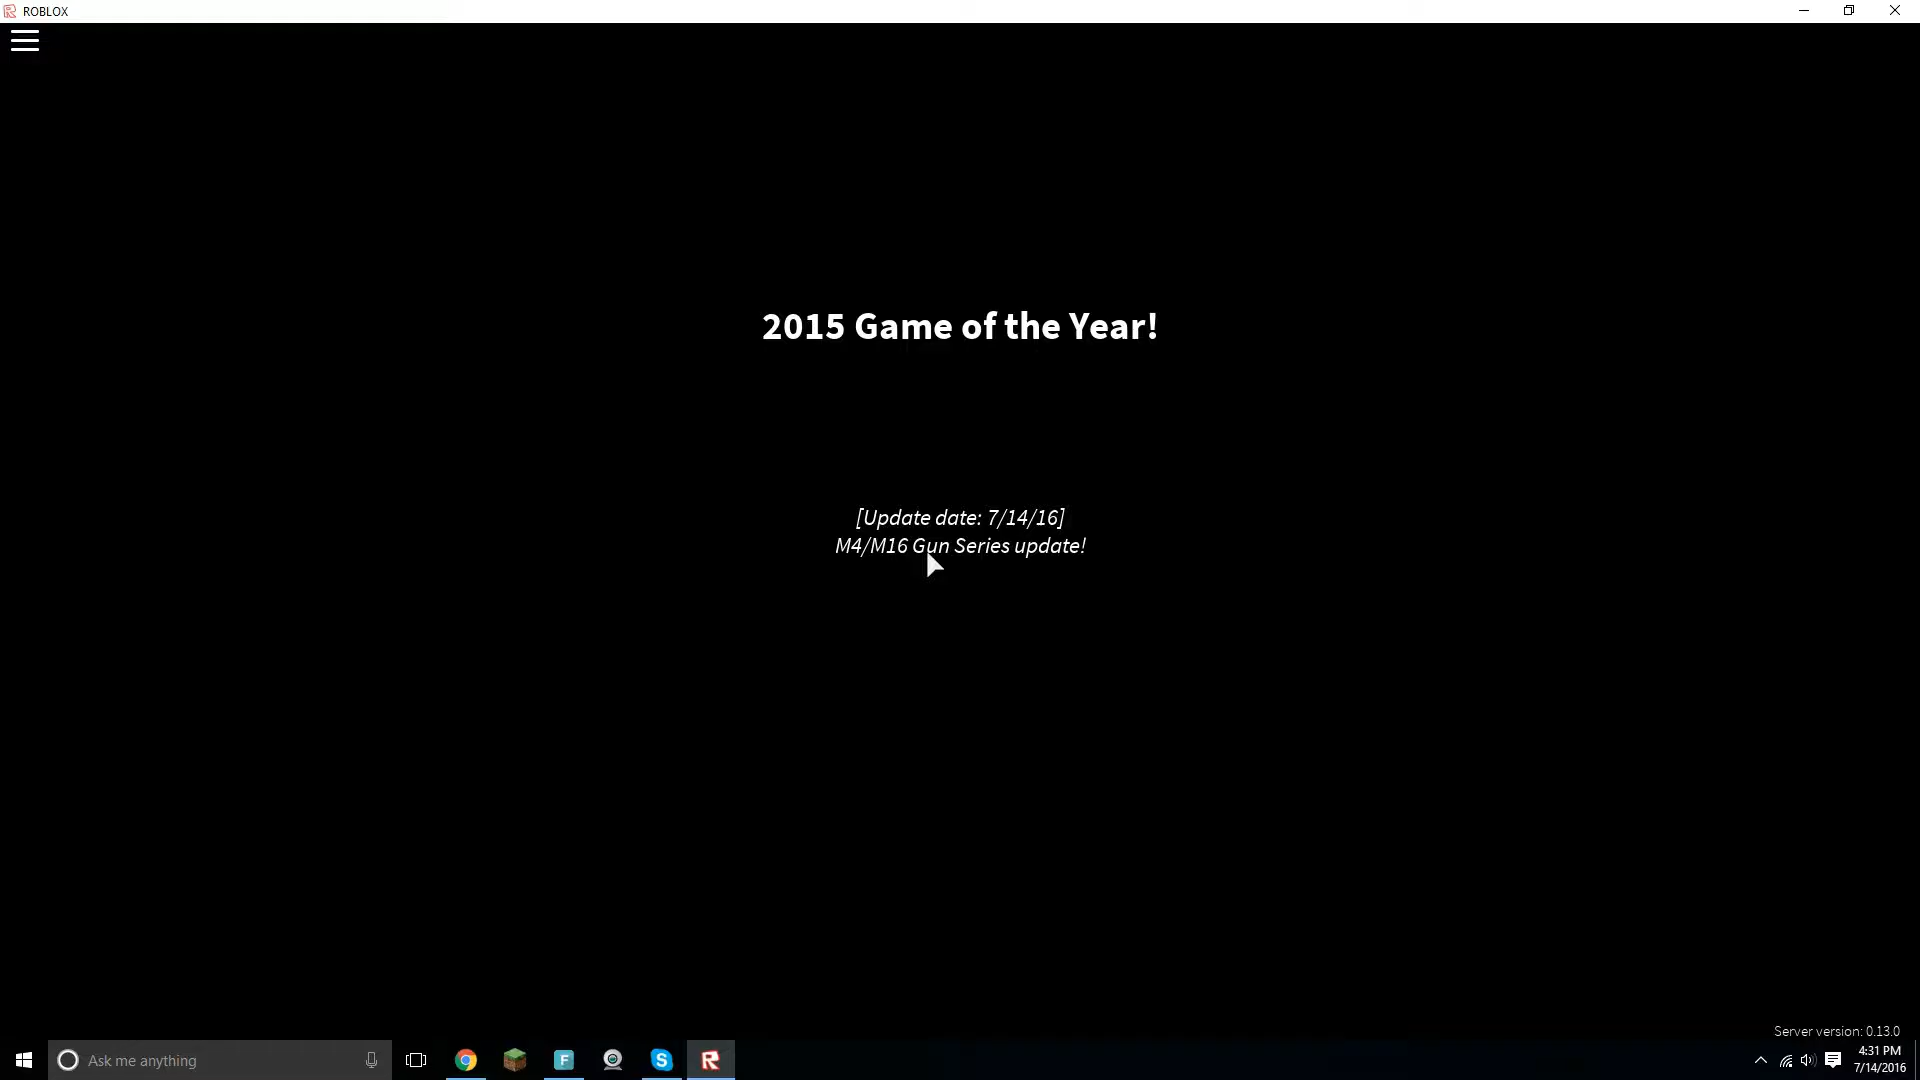 ROBLOX
2015 Game of the Year!
[Update date: 7/14/16]
M4/M16 Gun Series update!
Server version: 0.13.0
Ask me anything
4:31 PM
7/14/2016